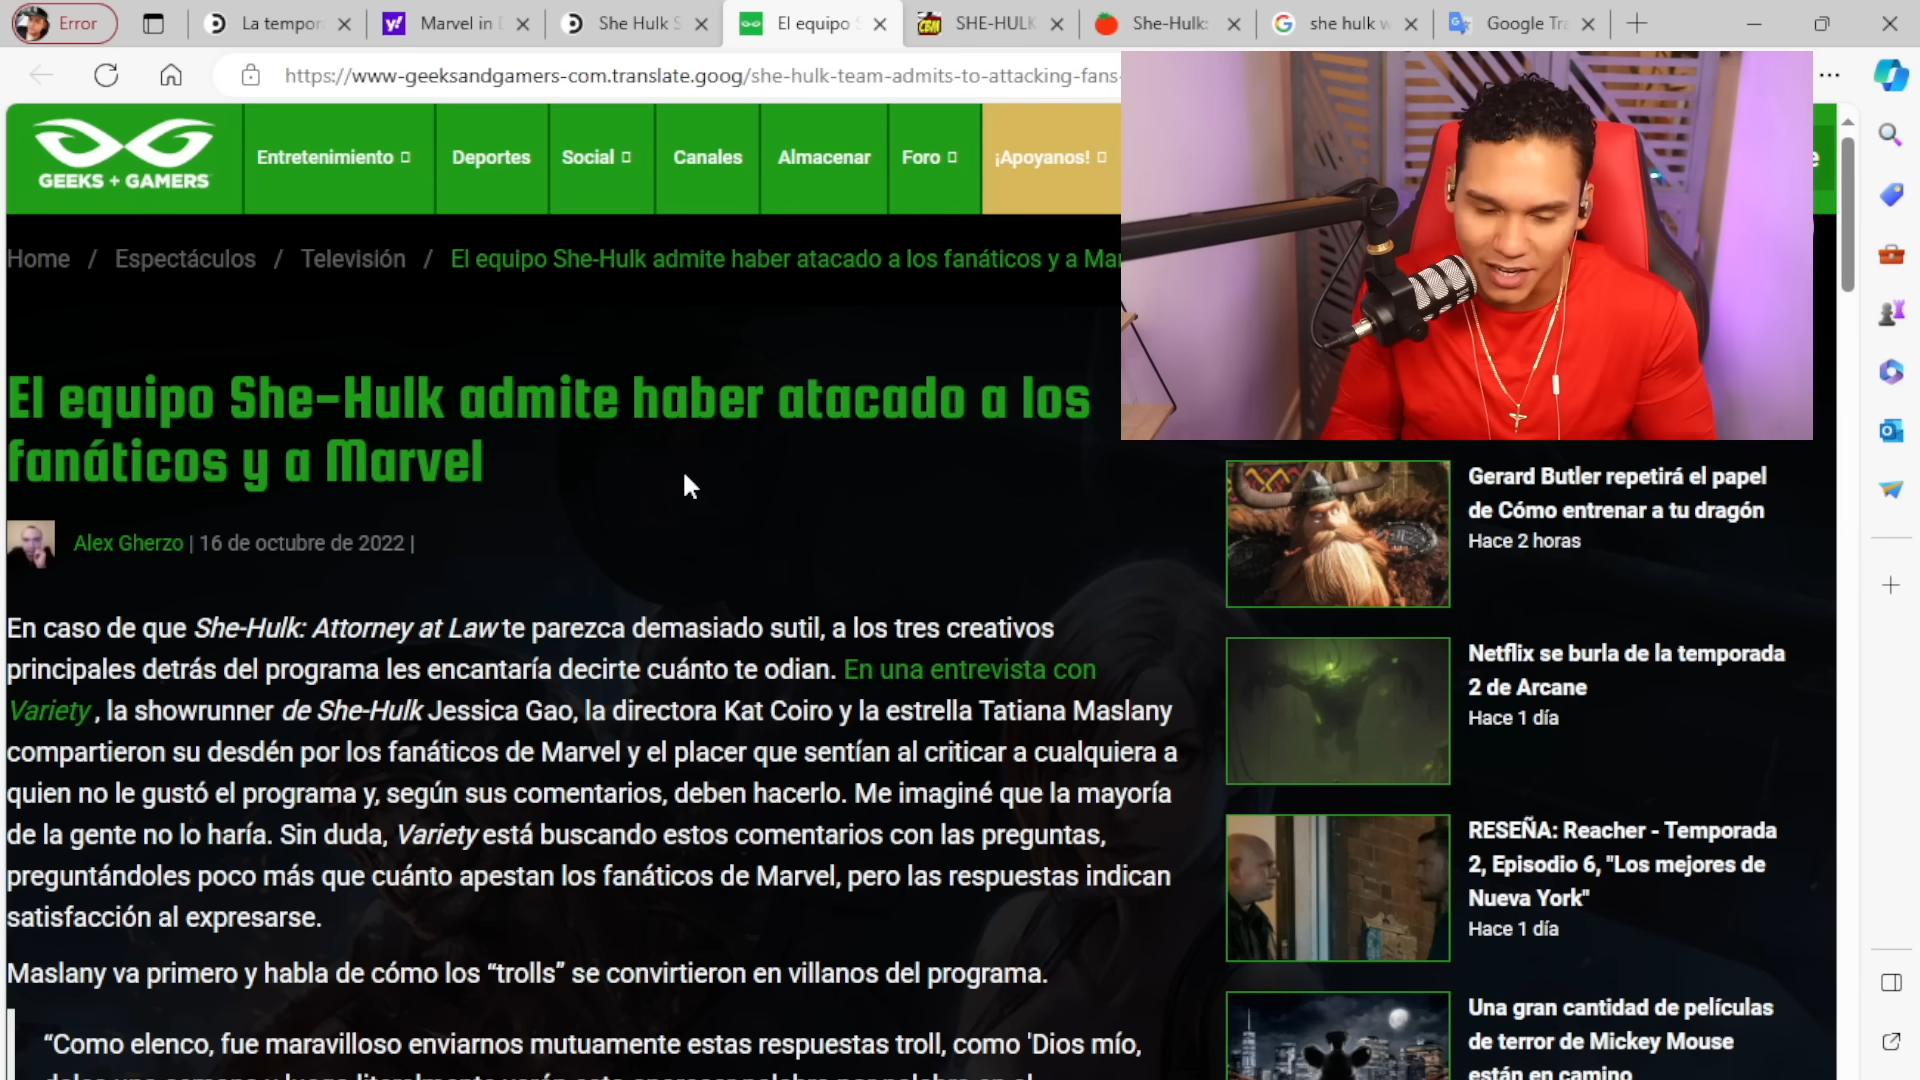 Error
La tempor
Marvel in D
She Hulk S
El equipo S
SHE-HULK
She-Hulk:
she hulk w
Google Tra
https://www-geeksandgamers-com.translate.goog/she-hulk-team-admits-to-attacking-fans-
GEEKS + GAMERS
Entretenimiento
Deportes
Social
Canales
Almacenar
Foro
¡Apoyanos!
Home / Espectáculos / Televisión / El equipo She-Hulk admite haber atacado a los fanáticos y a Mar
El equipo She-Hulk admite haber atacado a los
fanáticos y a Marvel
Alex Gherzo | 16 de octubre de 2022 |
En caso de que She-Hulk: Attorney at Law te parezca demasiado sutil, a los tres creativos
principales detrás del programa les encantaría decirte cuánto te odian. En una entrevista con
Variety , la showrunner de She-Hulk Jessica Gao, la directora Kat Coiro y la estrella Tatiana Maslany
compartieron su desdén por los fanáticos de Marvel y el placer que sentían al criticar a cualquiera a
quien no le gustó el programa y, según sus comentarios, deben hacerlo. Me imaginé que la mayoría
de la gente no lo haría. Sin duda, Variety está buscando estos comentarios con las preguntas,
preguntándoles poco más que cuánto apestan los fanáticos de Marvel, pero las respuestas indican
satisfacción al expresarse.
Maslany va primero y habla de cómo los “trolls” se convirtieron en villanos del programa.
“Como elenco, fue maravilloso enviarnos mutuamente estas respuestas troll, como 'Dios mío,
Gerard Butler repetirá el papel
de Cómo entrenar a tu dragón
Hace 2 horas
Netflix se burla de la temporada
2 de Arcane
Hace 1 día
RESEÑA: Reacher - Temporada
2, Episodio 6, "Los mejores de
Nueva York"
Hace 1 día
Una gran cantidad de películas
de terror de Mickey Mouse
están en camino